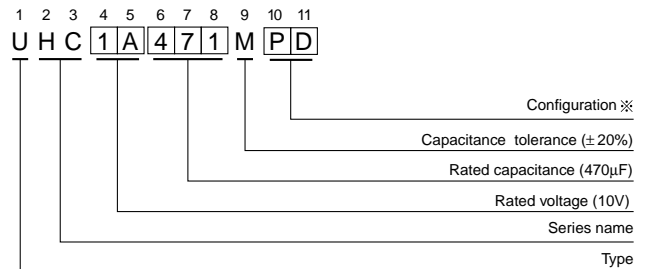 1 2 3 4 5 6 7 8 9 10 11
U H C 1 A 4 7 1 M P D
Configuration ※
Capacitance tolerance (±20%)
Rated capacitance (470µF)
Rated voltage (10V)
Series name
Type